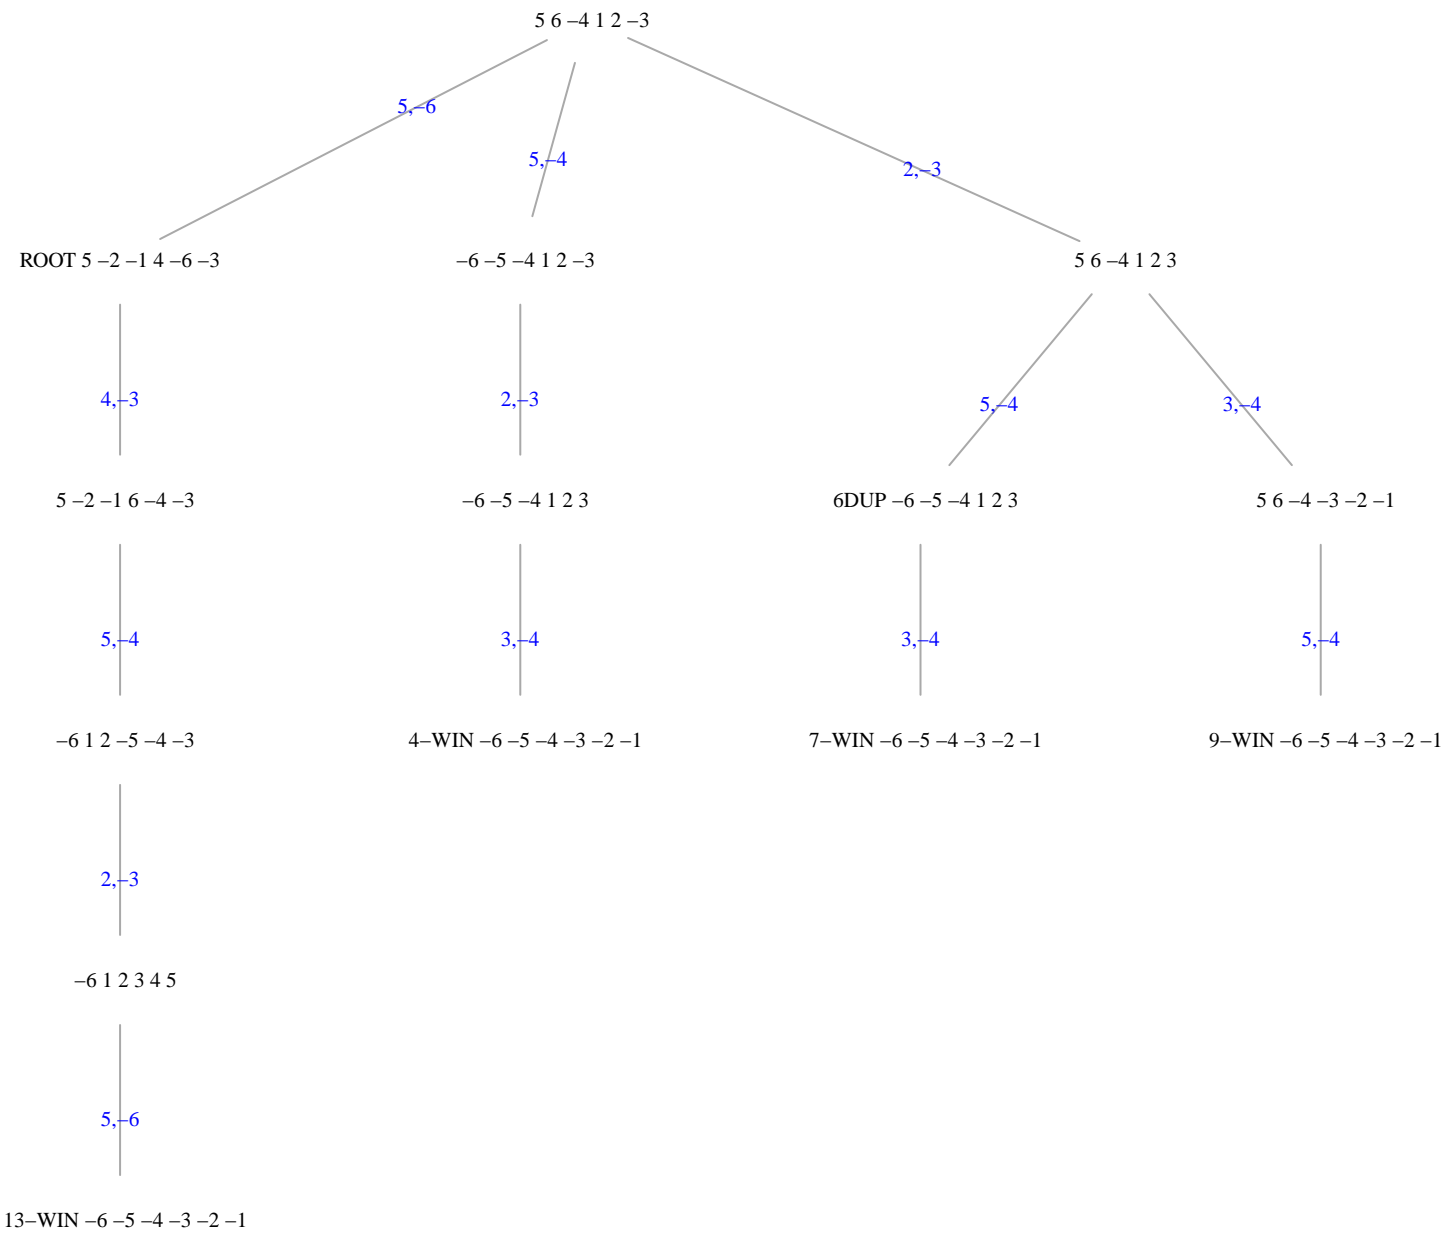 5 6 –4 1 2 –3
5,–6
5,–4
2,–3
ROOT 5 –2 –1 4 –6 –3
–6 –5 –4 1 2 –3
5 6 –4 1 2 3
4,–3
2,–3
5,–4
3,–4
5 –2 –1 6 –4 –3
–6 –5 –4 1 2 3
6DUP –6 –5 –4 1 2 3
5 6 –4 –3 –2 –1
5,–4
3,–4
3,–4
5,–4
–6 1 2 –5 –4 –3
4–WIN –6 –5 –4 –3 –2 –1
7–WIN –6 –5 –4 –3 –2 –1
9–WIN –6 –5 –4 –3 –2 –1
2,–3
–6 1 2 3 4 5
5,–6
13–WIN –6 –5 –4 –3 –2 –1